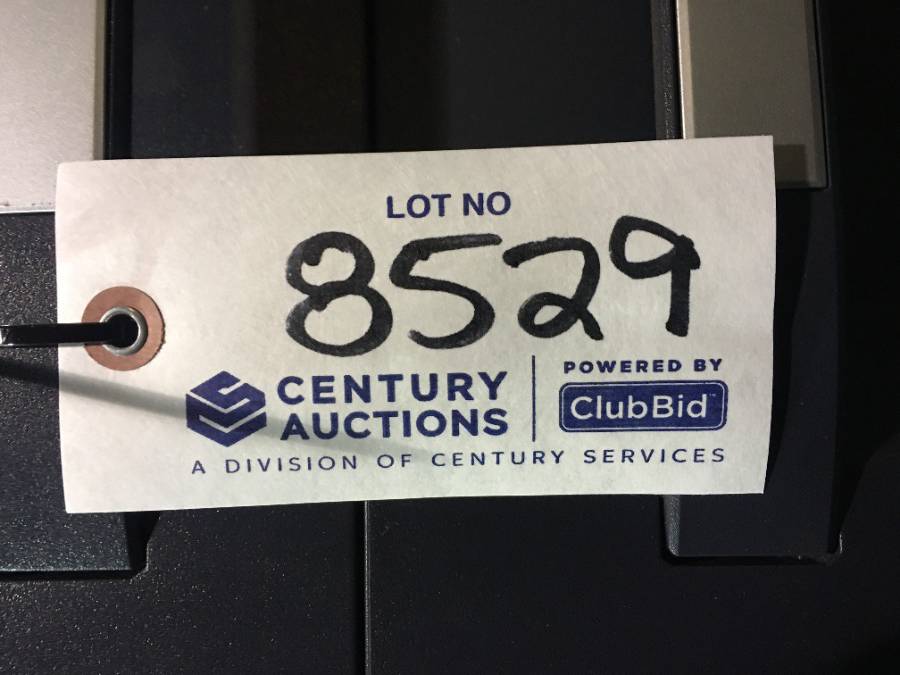 LOT NO
8529
CENTURY AUCTIONS
POWERED BY
ClubBid
A DIVISION OF CENTURY SERVICES